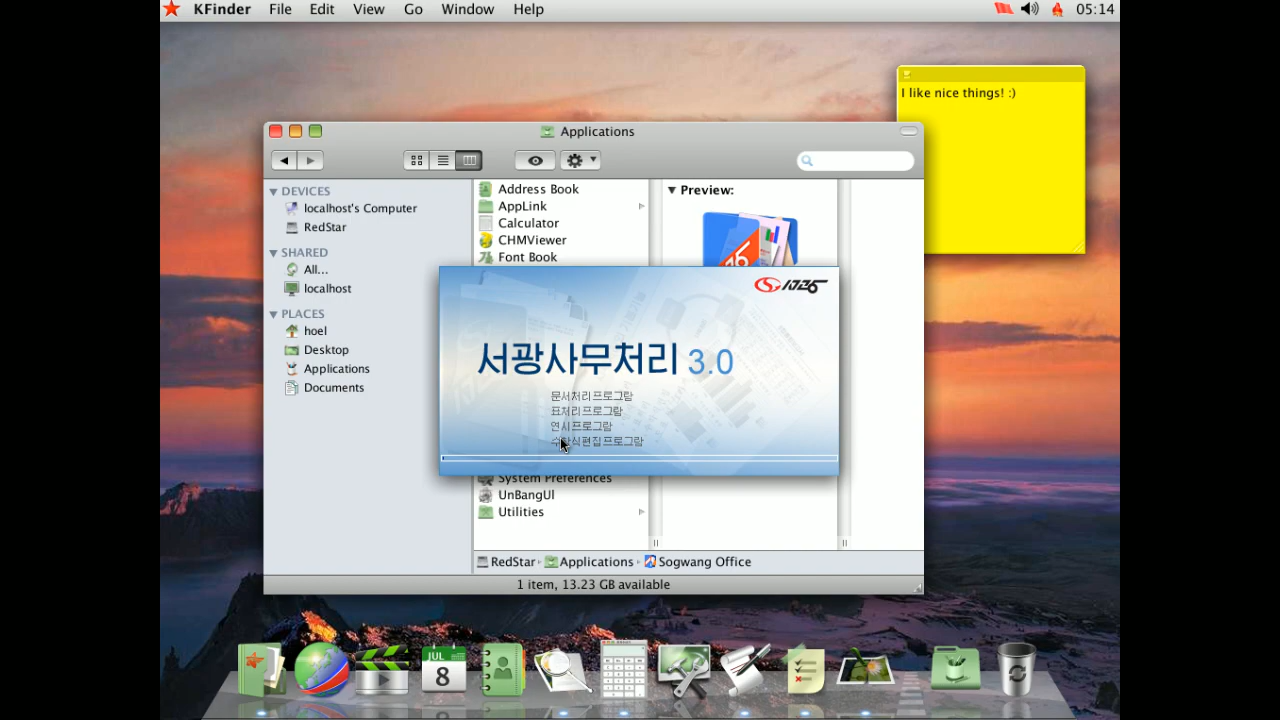 KFinder File Edit View Go Window Help 05:14
I like nice things! :)
Applications
DEVICES
localhost's Computer
RedStar
SHARED
All...
localhost
PLACES
hoel
Desktop
Applications
Documents
Address Book
AppLink
Calculator
CHMViewer
Font Book
Preview:
서광사무처리 3.0
문서처리프로그람
표처리프로그람
연시프로그람
수학식편집프로그람
System Preferences
UnBangUI
Utilities
RedStar Applications Sogwang Office
1 item, 13.23 GB available
JUL
8